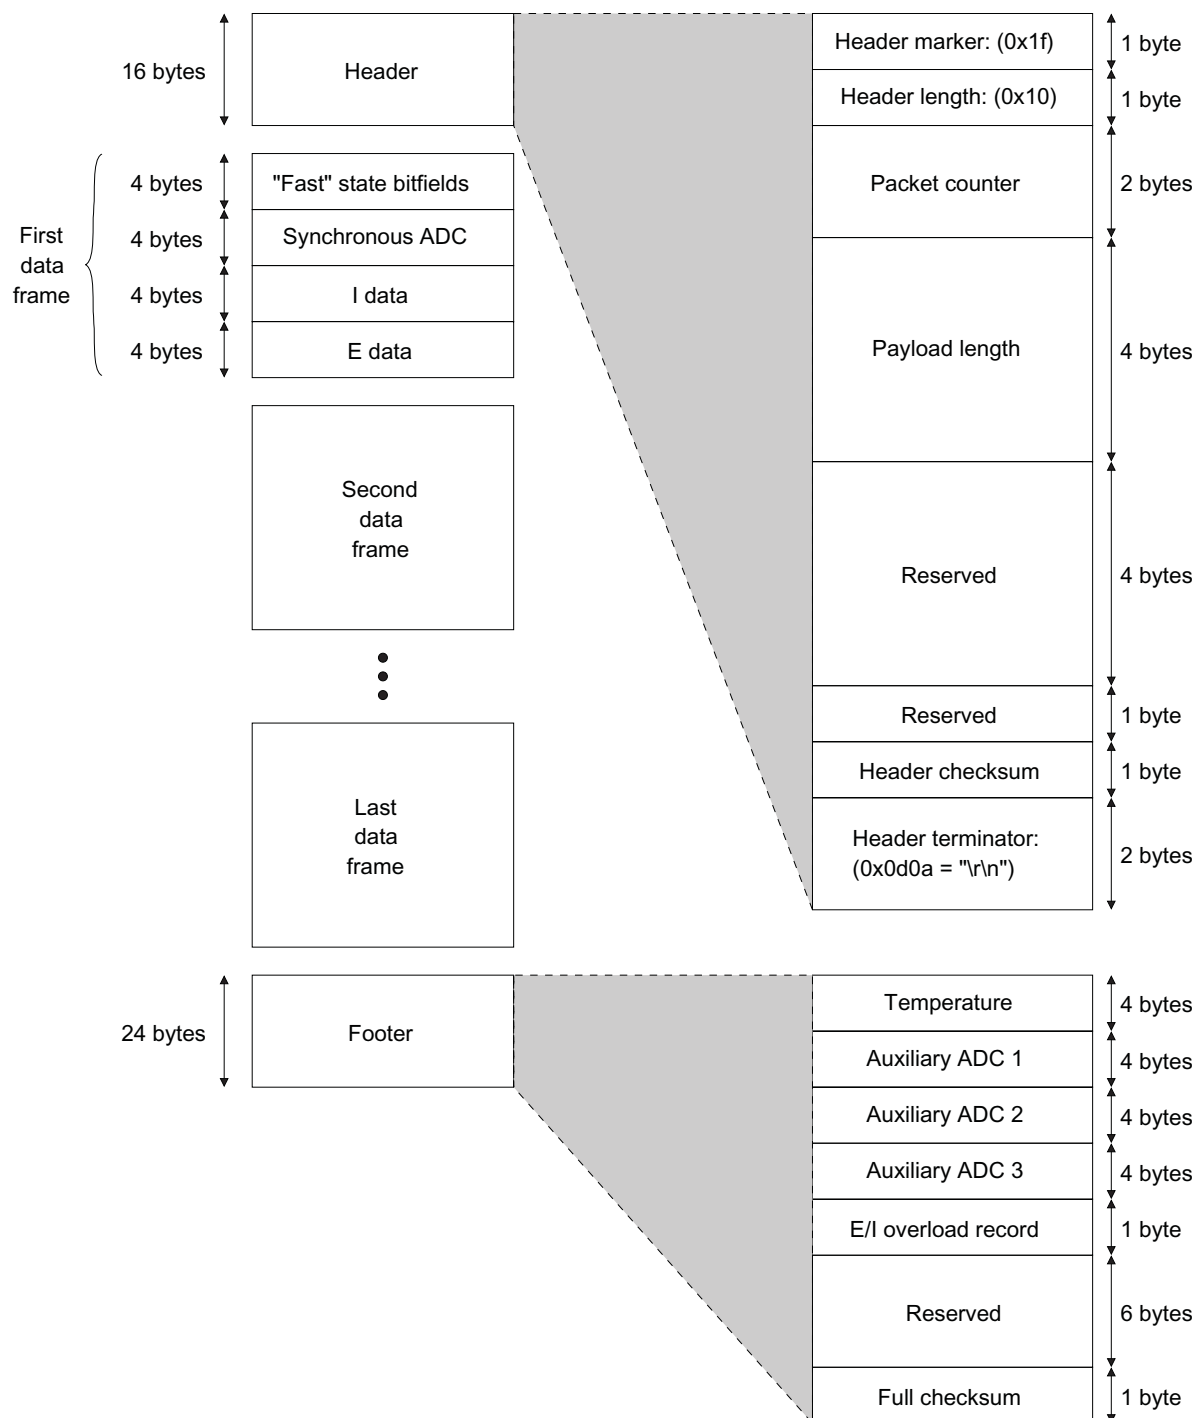 16 bytes
Header
First
data
frame
4 bytes
"Fast" state bitfields
4 bytes
Synchronous ADC
4 bytes
I data
4 bytes
E data
Second
data
frame
Last
data
frame
24 bytes
Footer
Header marker: (0x1f)
1 byte
Header length: (0x10)
1 byte
Packet counter
2 bytes
Payload length
4 bytes
Reserved
4 bytes
Reserved
1 byte
Header checksum
1 byte
Header terminator:
(0x0d0a = "\r\n")
2 bytes
Temperature
4 bytes
Auxiliary ADC 1
4 bytes
Auxiliary ADC 2
4 bytes
Auxiliary ADC 3
4 bytes
E/I overload record
1 byte
Reserved
6 bytes
Full checksum
1 byte